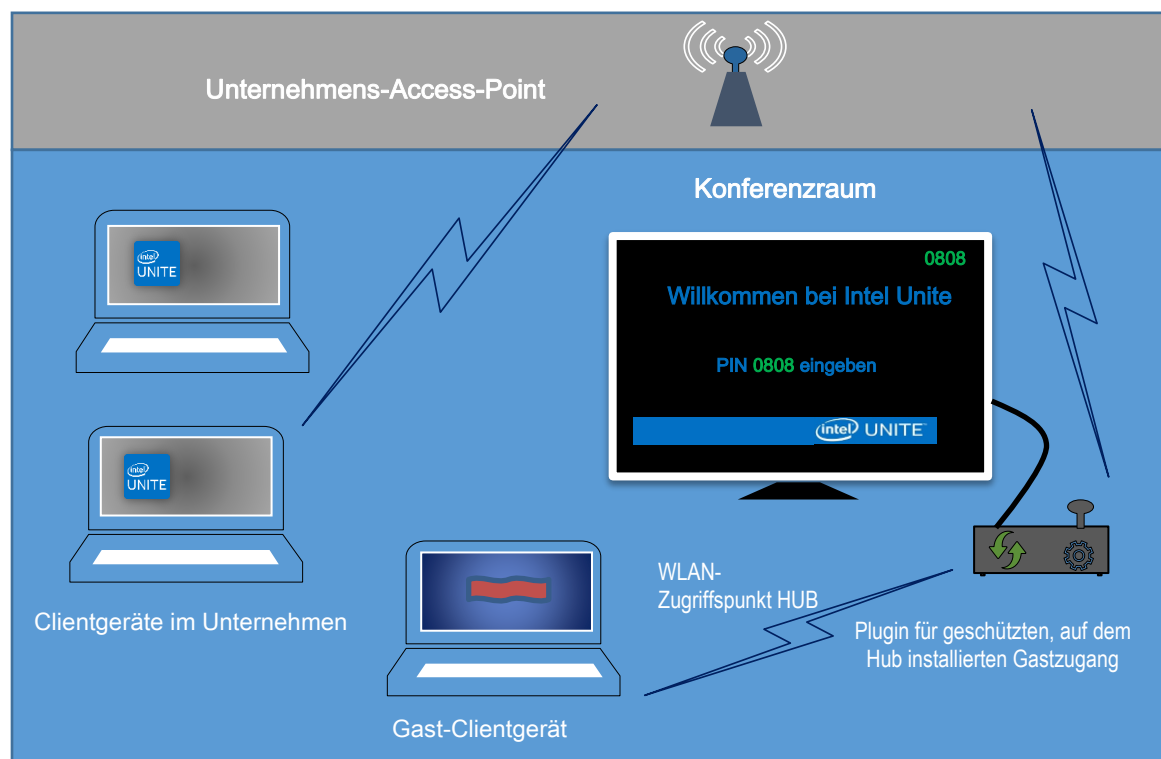 Unternehmens-Access-Point
Konferenzraum
intel
UNITE
0808
Willkommen bei Intel Unite
PIN 0808 eingeben
intel UNITE
intel
UNITE
WLAN-
Zugriffspunkt HUB
Clientgeräte im Unternehmen
Plugin für geschützten, auf dem
Hub installierten Gastzugang
Gast-Clientgerät